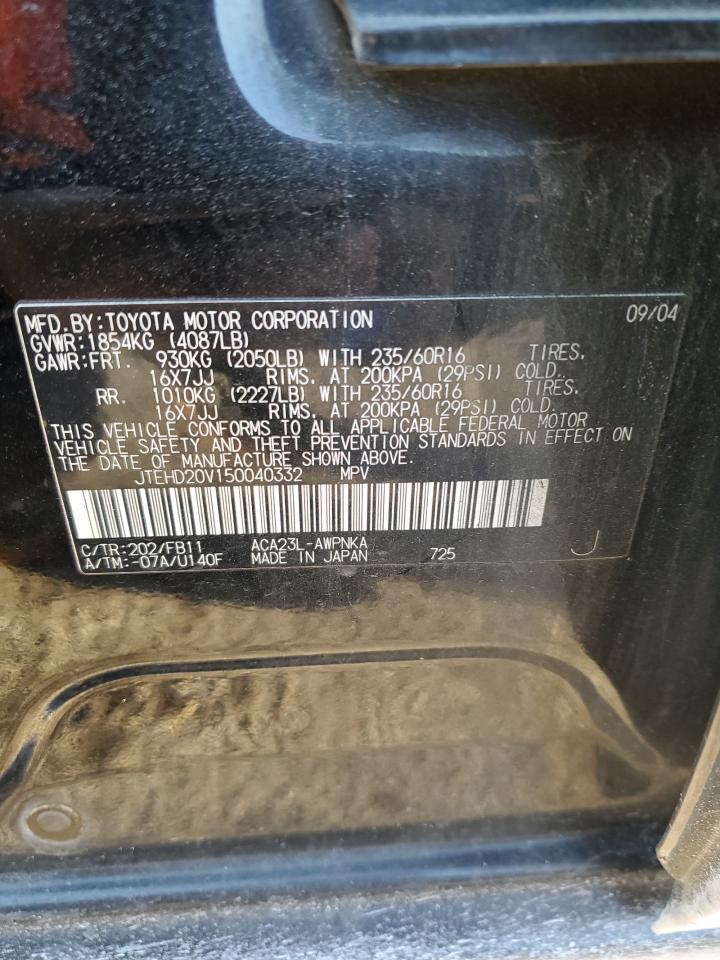 MFD.BY:TOYOTA MOTOR CORPORATION 09/04
GVWR:1854KG (4087LB)
GAWR:FRT. 930KG (2050LB) WITH 235/60R16 TIRES.
16X7JJ RIMS. AT 200KPA (29PSI) COLD.
RR. 1010KG (2227LB) WITH 235/60R16 TIRES.
16X7JJ RIMS. AT 200KPA (29PSI) COLD.
THIS VEHICLE CONFORMS TO ALL APPLICABLE FEDERAL MOTOR
VEHICLE SAFETY AND THEFT PREVENTION STANDARDS IN EFFECT ON
THE DATE OF MANUFACTURE SHOWN ABOVE.
JTEHD20V150040332 MPV
C/TR:202/FB11 ACA23L-AWPNKA
A/TM:-07A/U140F MADE IN JAPAN 725 J